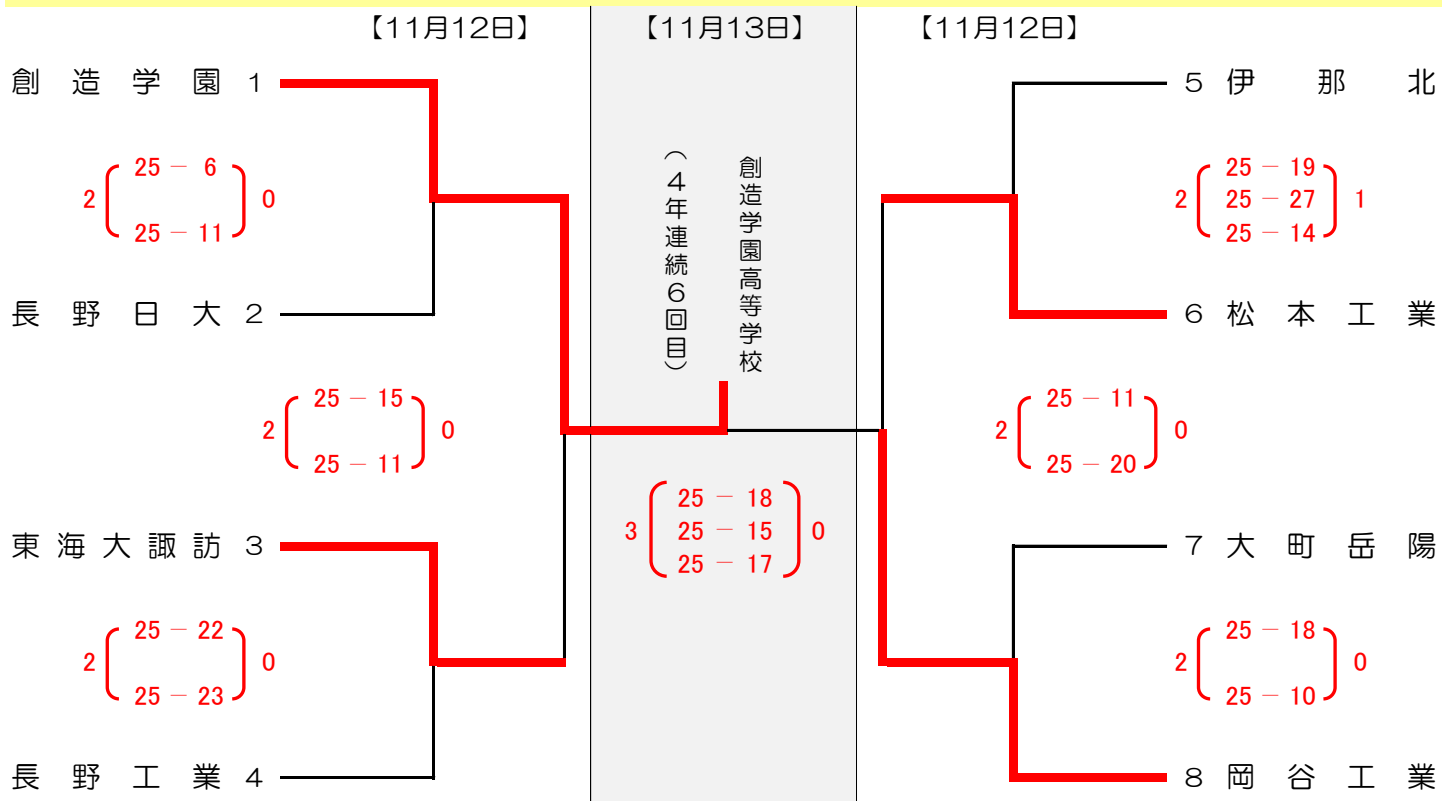 【11月12日】
【11月13日】
【11月12日】
創造学園 1
2 25 － 6 0
25 － 11
長野日大 2
2 25 － 15 0
25 － 11
東海大諏訪 3
2 25 － 22 0
25 － 23
長野工業 4
創造学園高等学校
（４年連続６回目）
3 25 － 18 0
25 － 15
25 － 17
5 伊那北
2 25 － 19 1
25 － 27
25 － 14
6 松本工業
2 25 － 11 0
25 － 20
7 大町岳陽
2 25 － 18 0
25 － 10
8 岡谷工業